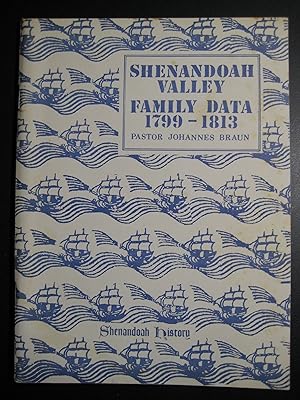 SHENANDOAH
VALLEY
FAMILY DATA
1799 - 1813
PASTOR JOHANNES BRAUN
Shenandoah History